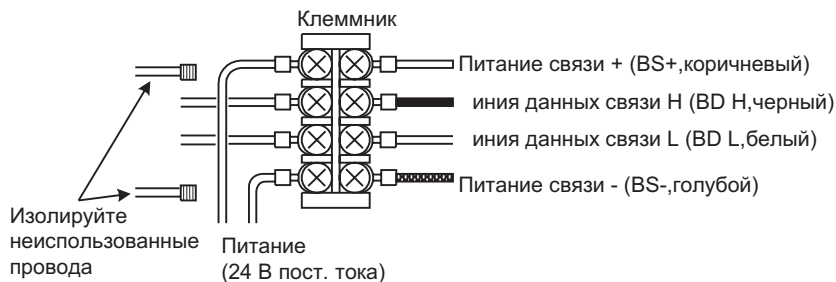 Клеммник
Питание связи + (BS+,коричневый)
иния данных связи H (BD H,черный)
иния данных связи L (BD L,белый)
Питание связи - (BS-,голубой)
Изолируйте
неиспользованные
провода
Питание
(24 В пост. тока)